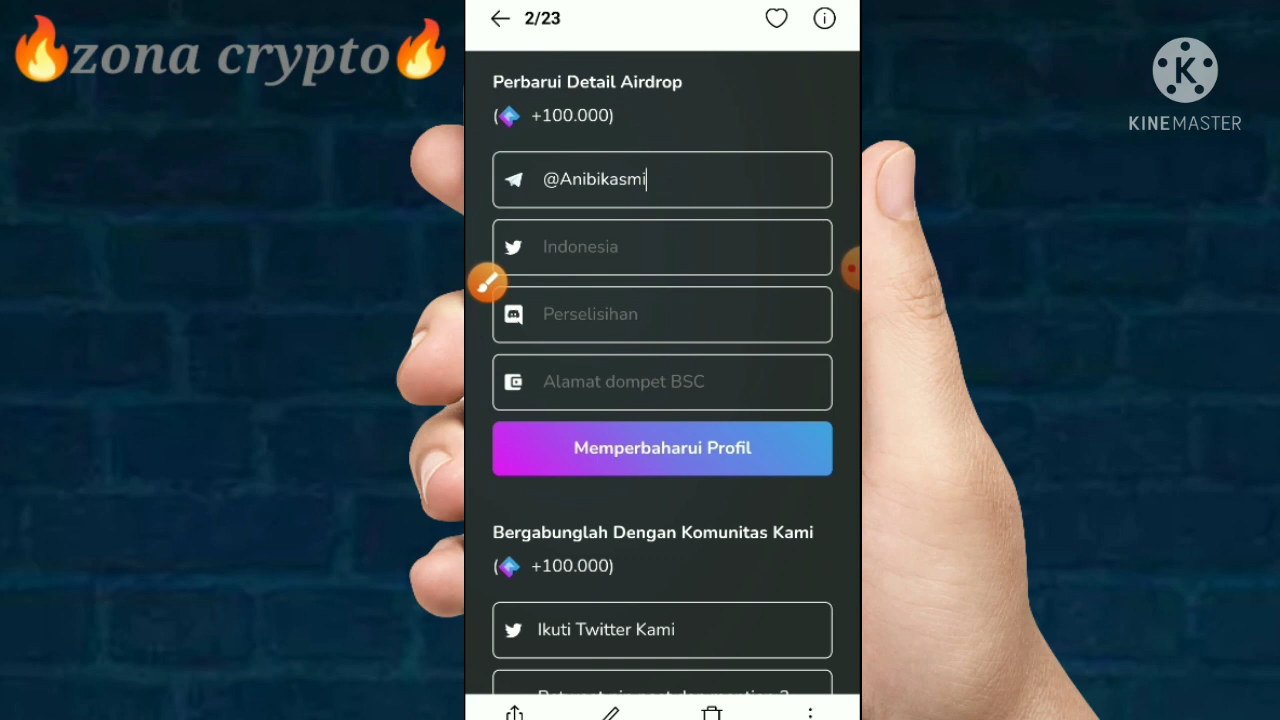 🔥zona crypto🔥
K
KINEMASTER
2/23
Perbarui Detail Airdrop
( +100.000)
@Anibikasmi
Indonesia
Perselisihan
Alamat dompet BSC
Memperbaharui Profil
Bergabunglah Dengan Komunitas Kami
( +100.000)
Ikuti Twitter Kami